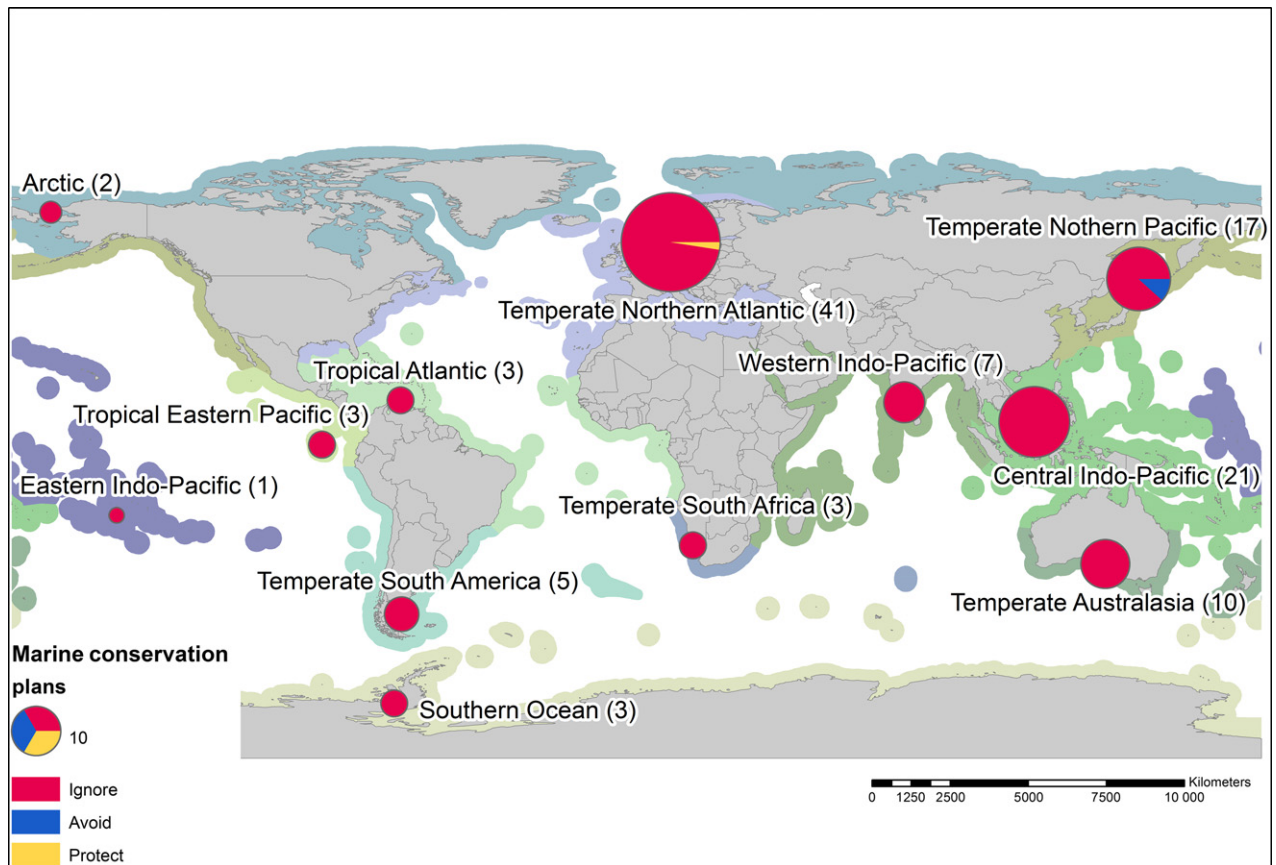 Arctic (2)
Temperate Nothern Pacific (17)
Temperate Northern Atlantic (41)
Tropical Atlantic (3)
Western Indo-Pacific (7)
Tropical Eastern Pacific (3)
Eastern Indo-Pacific (1)
Central Indo-Pacific (21)
Temperate South Africa (3)
Temperate South America (5)
Temperate Australasia (10)
Marine conservation
plans
10
Southern Ocean (3)
Ignore
Avoid
Protect
Kilometers
0 1250 2500 5000 7500 10 000